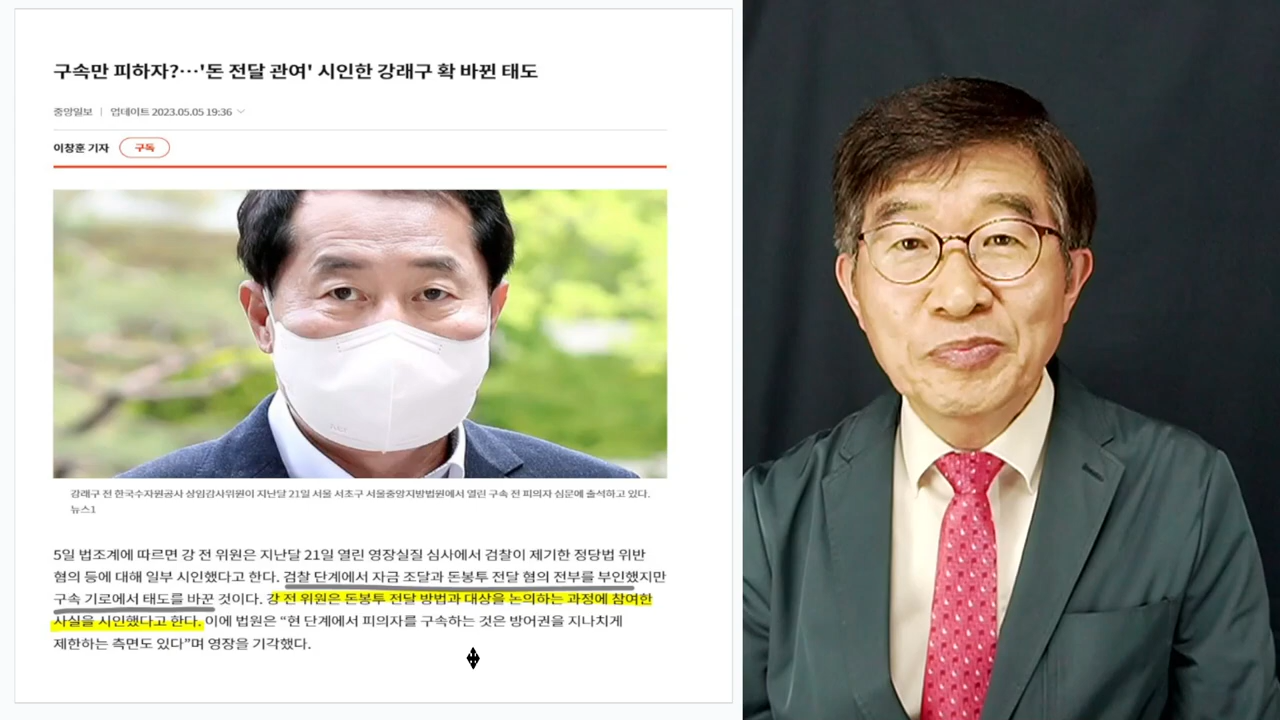 구속만 피하자?…'돈 전달 관여' 시인한 강래구 확 바뀐 태도
중앙일보 | 업데이트 2023.05.05 19:36
이창훈 기자 구독
강래구 전 한국수자원공사 상임감사위원이 지난달 21일 서울 서초구 서울중앙지방법원에서 열린 구속 전 피의자 심문에 출석하고 있다.
뉴스1
5일 법조계에 따르면 강 전 위원은 지난달 21일 열린 영장실질 심사에서 검찰이 제기한 정당법 위반
혐의 등에 대해 일부 시인했다고 한다. 검찰 단계에서 자금 조달과 돈봉투 전달 혐의 전부를 부인했지만
구속 기로에서 태도를 바꾼 것이다. 강 전 위원은 돈봉투 전달 방법과 대상을 논의하는 과정에 참여한
사실을 시인했다고 한다. 이에 법원은 “현 단계에서 피의자를 구속하는 것은 방어권을 지나치게
제한하는 측면도 있다”며 영장을 기각했다.